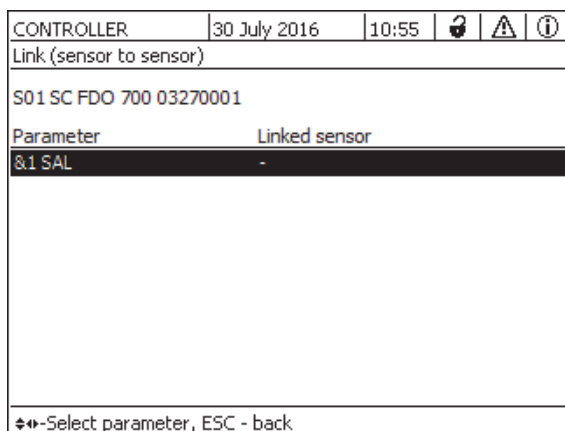 CONTROLLER 30 July 2016 10:55
Link (sensor to sensor)
S01 SC FDO 700 03270001
Parameter Linked sensor
&1 SAL -
-Select parameter, ESC - back